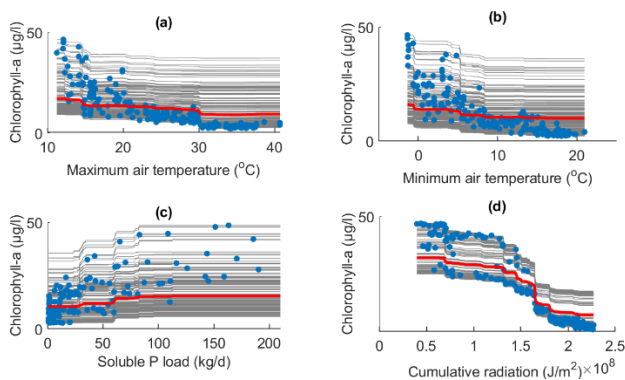 (a)
50
0
10
20
30
40
Chlorophyll-a (µg/l)
Maximum air temperature (°C)
(b)
50
0
0
10
20
Chlorophyll-a (µg/l)
Minimum air temperature (°C)
(c)
50
0
0
50
100
150
200
Chlorophyll-a (µg/l)
Soluble P load (kg/d)
(d)
50
0
0
0.5
1
1.5
2
2.5
Chlorophyll-a (µg/l)
Cumulative radiation (J/m²)×10⁸